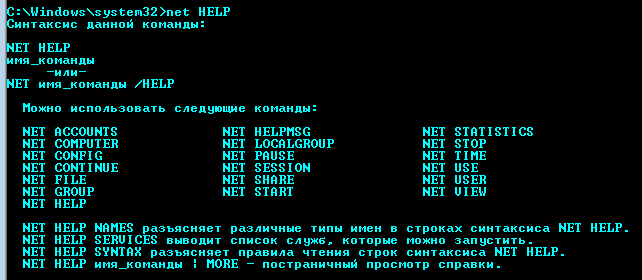 C:\Windows\system32>net HELP
Синтаксис данной команды:
NET HELP
имя_команды
-или-
NET имя_команды /HELP
Можно использовать следующие команды:
NET ACCOUNTS NET HELPMSG NET STATISTICS
NET COMPUTER NET LOCALGROUP NET STOP
NET CONFIG NET PAUSE NET TIME
NET CONTINUE NET SESSION NET USE
NET FILE NET SHARE NET USER
NET GROUP NET START NET VIEW
NET HELP
NET HELP NAMES разъясняет различные типы имен в строках синтаксиса NET HELP.
NET HELP SERVICES выводит список служб, которые можно запустить.
NET HELP SYNTAX разъясняет правила чтения строк синтаксиса NET HELP.
NET HELP имя_команды | MORE - постраничный просмотр справки.